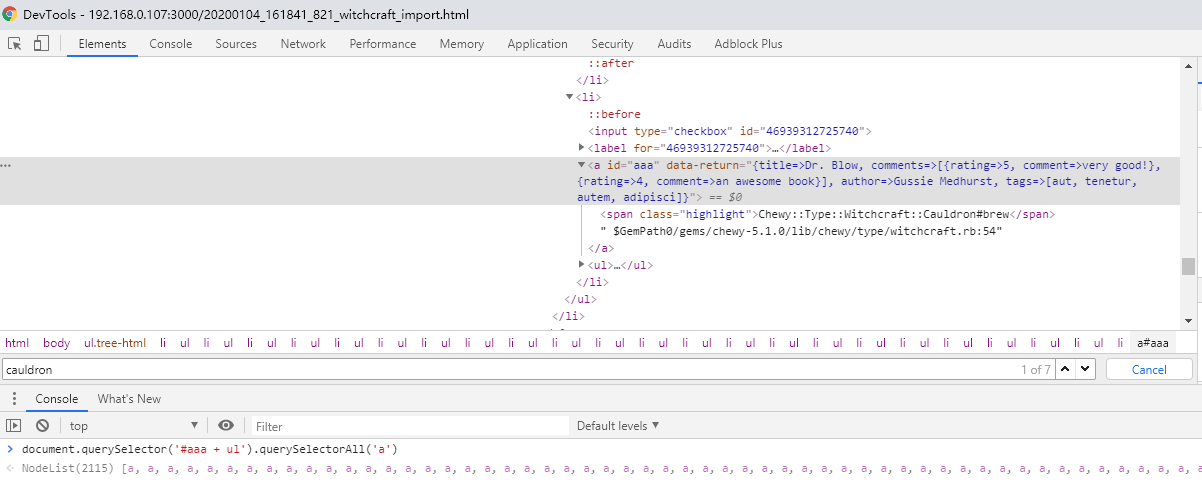 DevTools - 192.168.0.107:3000/20200104_161841_821_witchcraft_import.html
Elements Console Sources Network Performance Memory Application Security Audits Adblock Plus
::after
</li>
▼<li>
::before
<input type="checkbox" id="46939312725740">
▶<label for="46939312725740">…</label>
… ▼<a id="aaa" data-return="{title=>Dr. Blow, comments=>[{rating=>5, comment=>very good!},
{rating=>4, comment=>an awesome book}], author=>Gussie Medhurst, tags=>[aut, tenetur,
autem, adipisci]}"> == $0
<span class="highlight">Chewy::Type::Witchcraft::Cauldron#brew</span>
" $GemPath0/gems/chewy-5.1.0/lib/chewy/type/witchcraft.rb:54"
</a>
▶<ul>…</ul>
</li>
</ul>
</li>
html body ul.tree-html li ul li ul li ul li ul li ul li ul li ul li ul li ul li ul li ul li ul li ul li ul li ul li ul li ul li ul li ul li ul li ul li ul li a#aaa
cauldron 1 of 7 Cancel
Console What's New
top ▼ Filter Default levels ▼
> document.querySelector('#aaa + ul').querySelectorAll('a')
NodeList(2115) [a, a, a, a, a, a, a, a, a, a, a, a, a, a, a, a, a, a, a, a, a, a, a, a, a, a, a, a, a, a, a, a, a, a, a, a, a, a, a, a, a, a, a, a, a, a, a, a, a, a, a, a, a, a, a